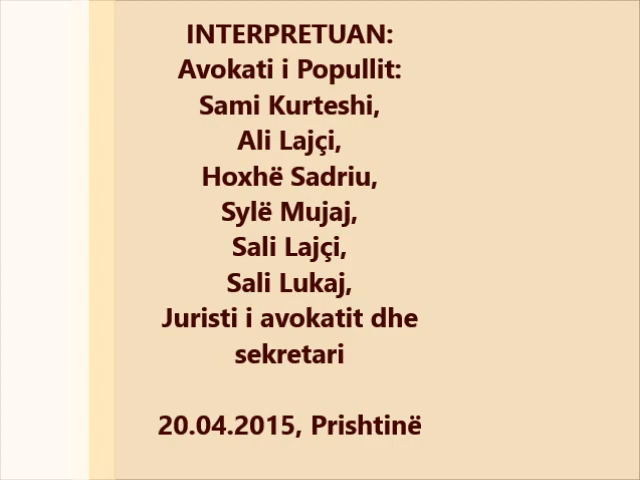 INTERPRETUAN:
Avokati i Popullit:
Sami Kurteshi,
Ali Lajçi,
Hoxhë Sadriu,
Sylë Mujaj,
Sali Lajçi,
Sali Lukaj,
Juristi i avokatit dhe
sekretari
20.04.2015, Prishtinë